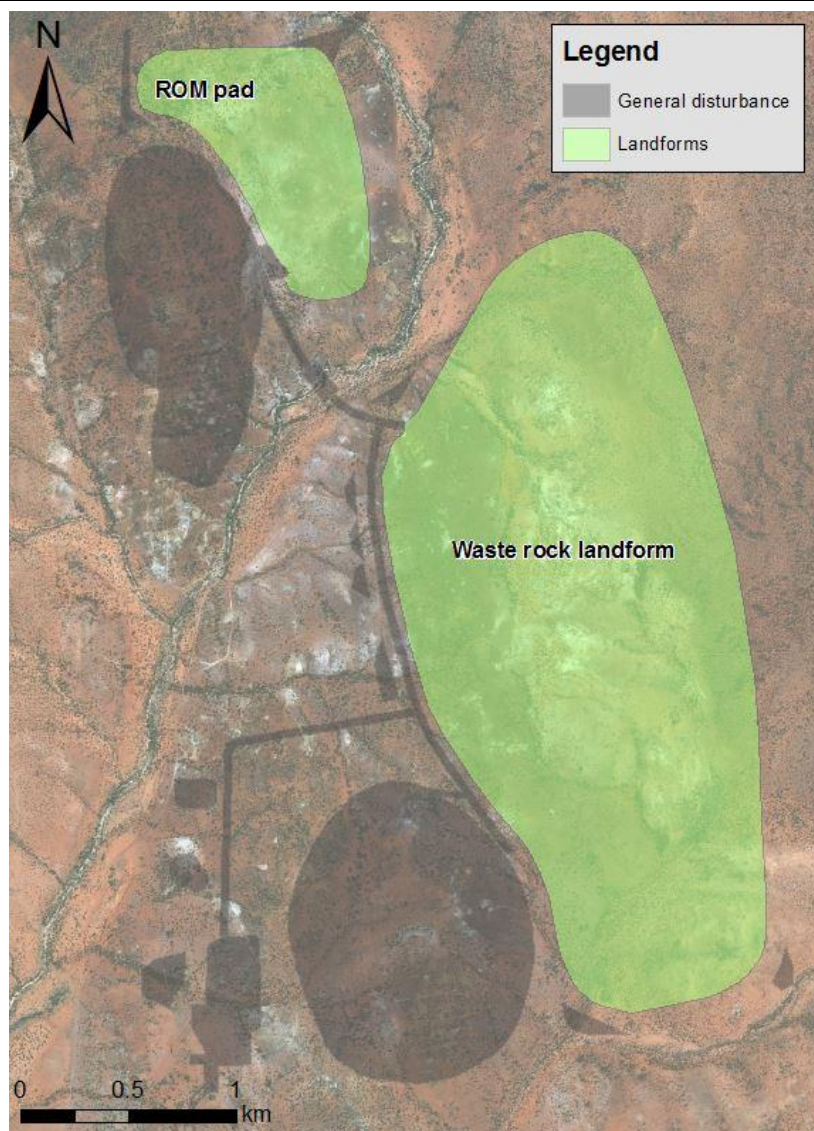 N
ROM pad
Legend
General disturbance
Landforms
Waste rock landform
0 0.5 1
km